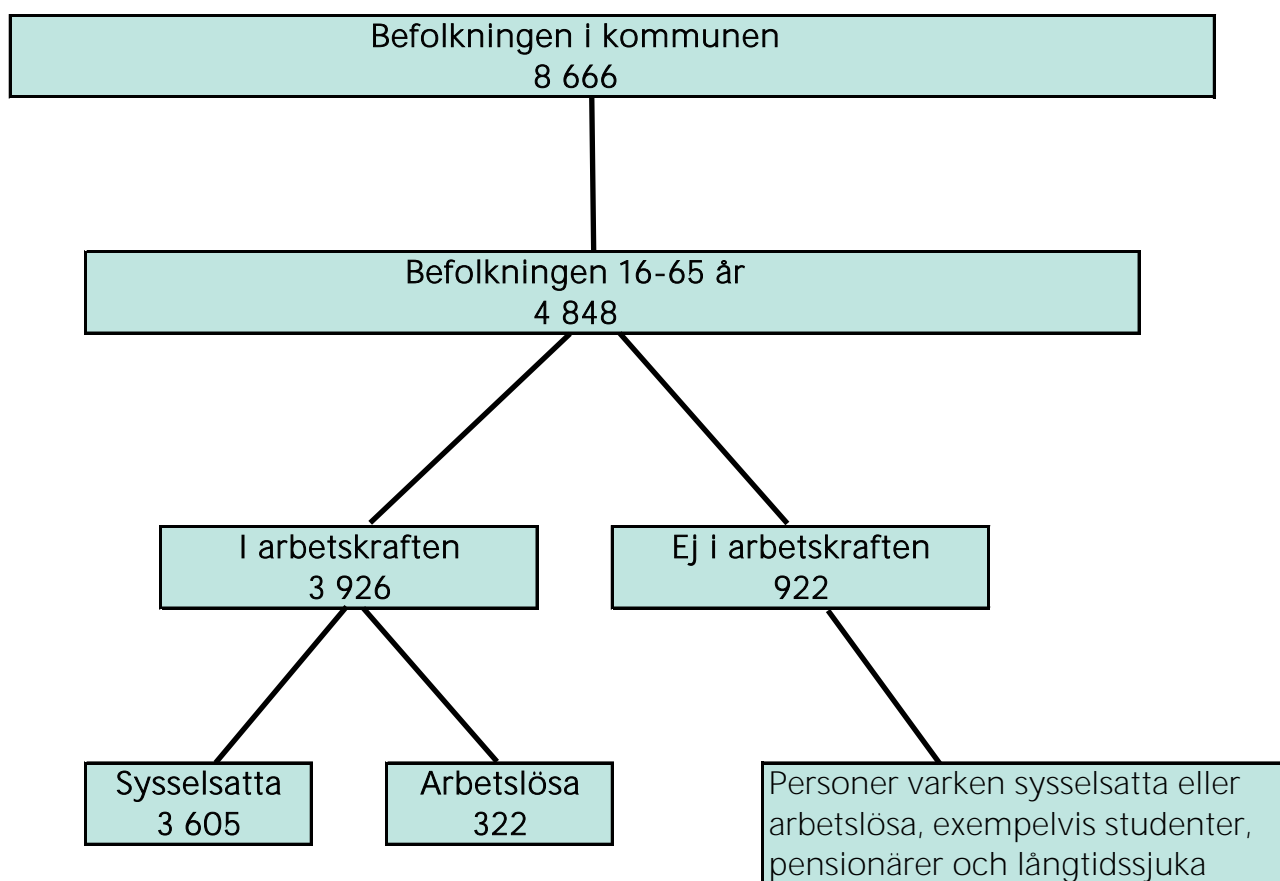 Befolkningen i kommunen
8 666
Befolkningen 16-65 år
4 848
I arbetskraften
3 926
Ej i arbetskraften
922
Sysselsatta
3 605
Arbetslösa
322
Personer varken sysselsatta eller
arbetslösa, exempelvis studenter,
pensionärer och långtidssjuka